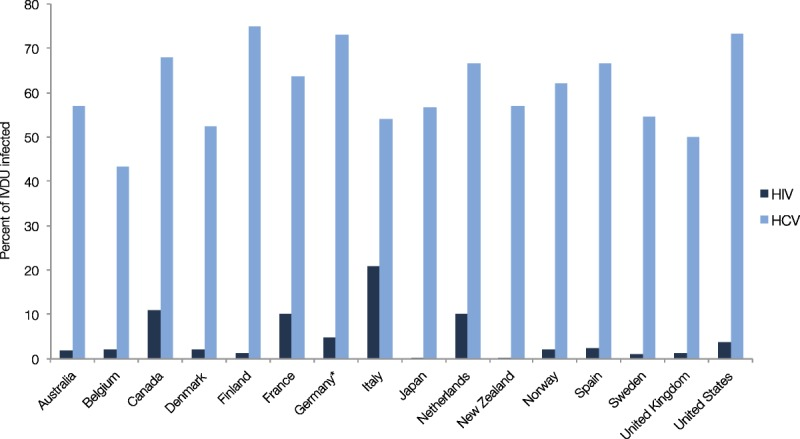 80
70
60
50
40
30
20
10
0
Percent of IVDU infected
Australia
Belgium
Canada
Denmark
Finland
France
Germany*
Italy
Japan
Netherlands
New Zealand
Norway
Spain
Sweden
United Kingdom
United States
HIV
HCV